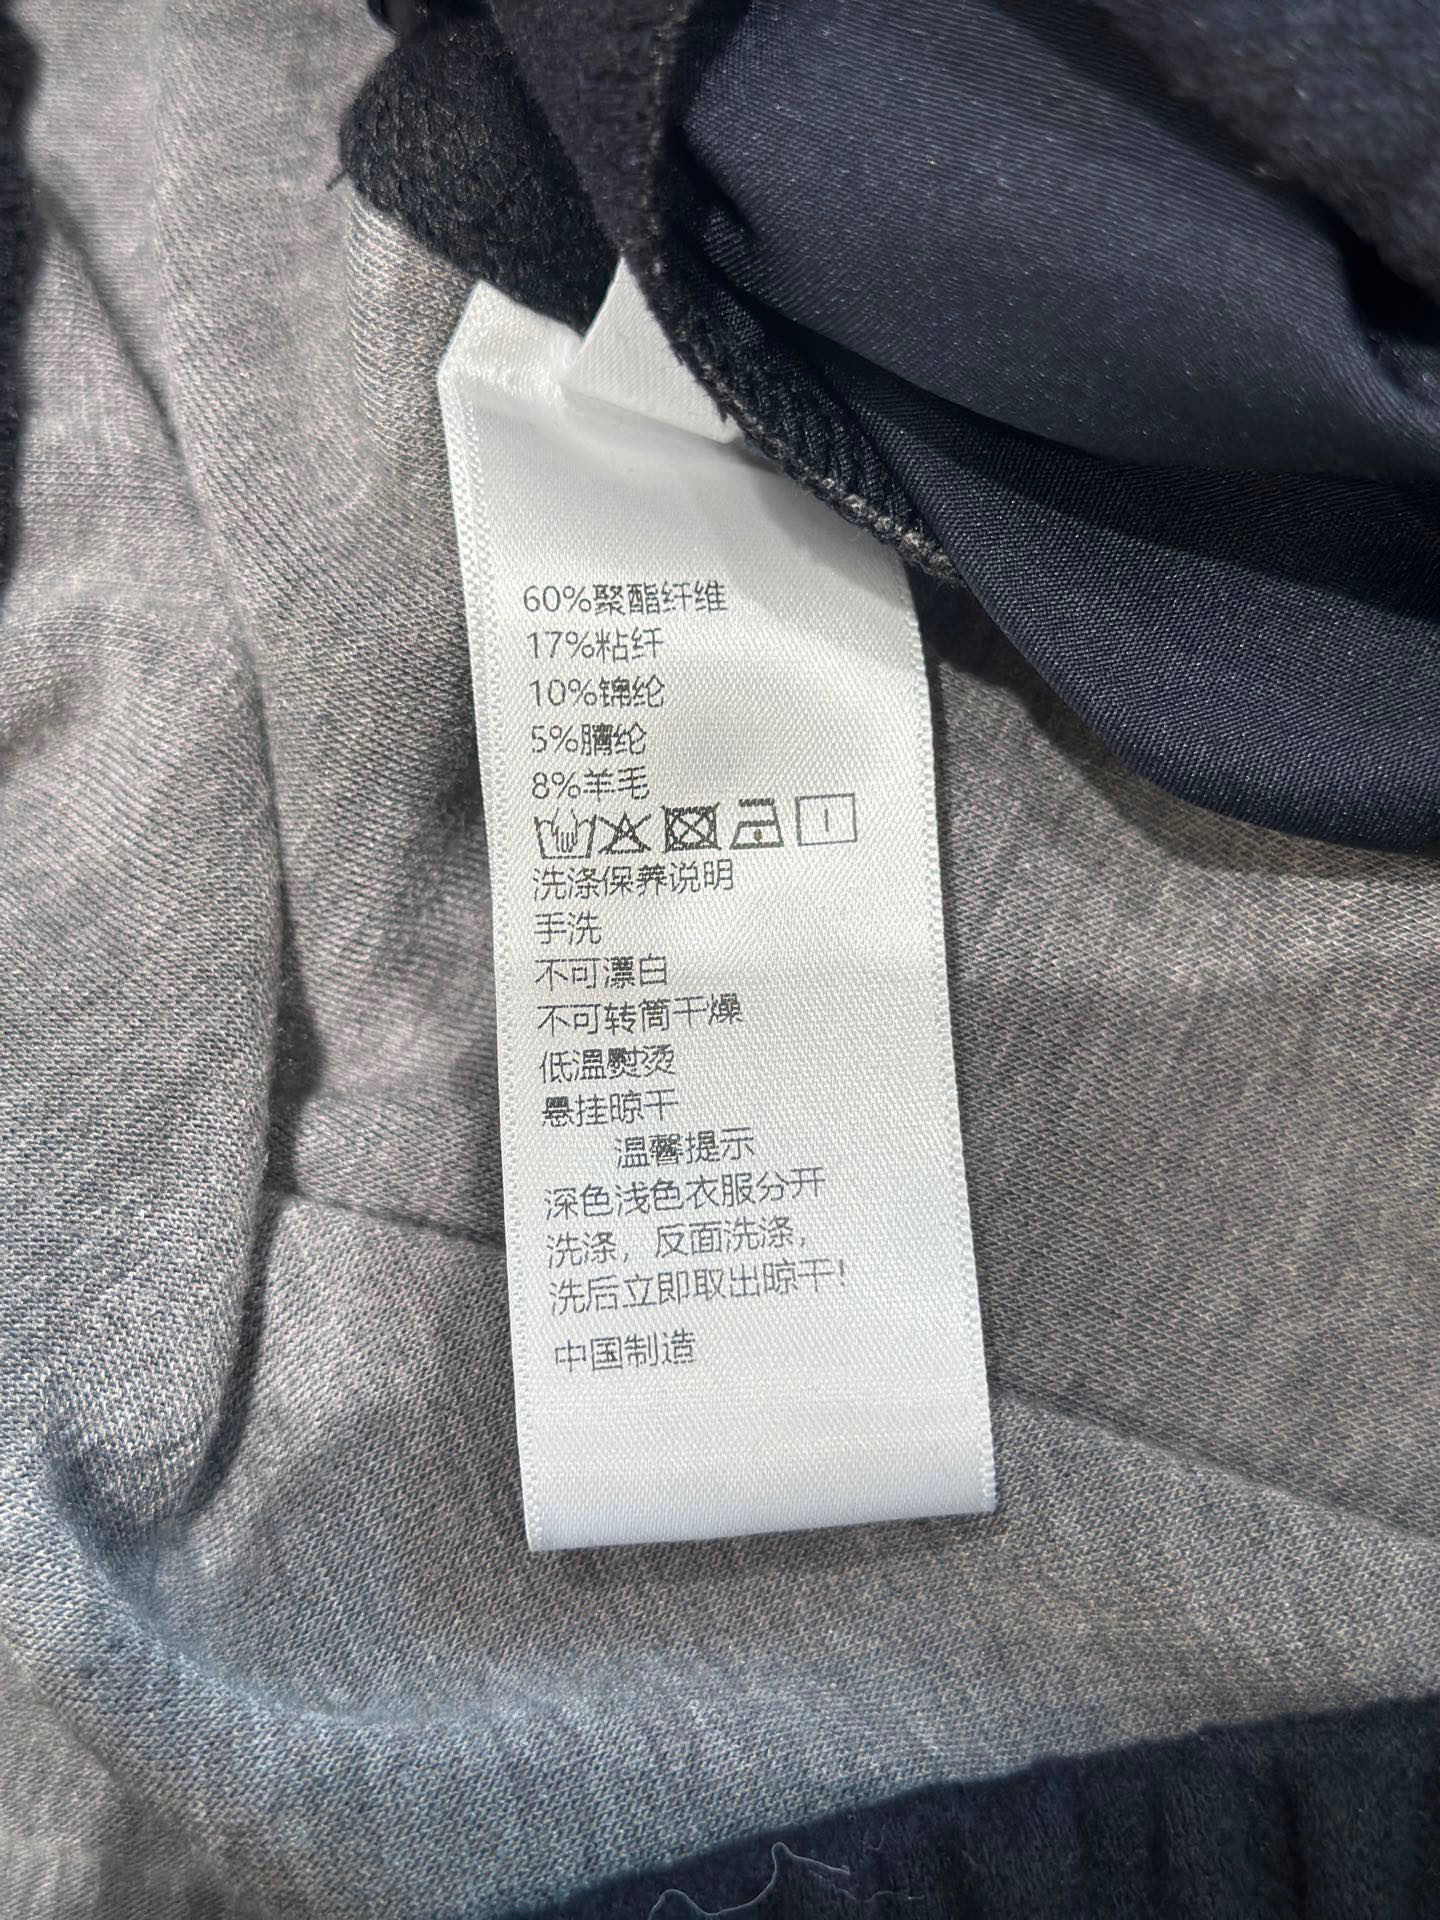 60%聚酯纤维
17%粘纤
10%锦纶
5%腈纶
8%羊毛
洗涤保养说明
手洗
不可漂白
不可转筒干燥
低温熨烫
悬挂晾干
温馨提示
深色浅色衣服分开
洗涤，反面洗涤，
洗后立即取出晾干！
中国制造